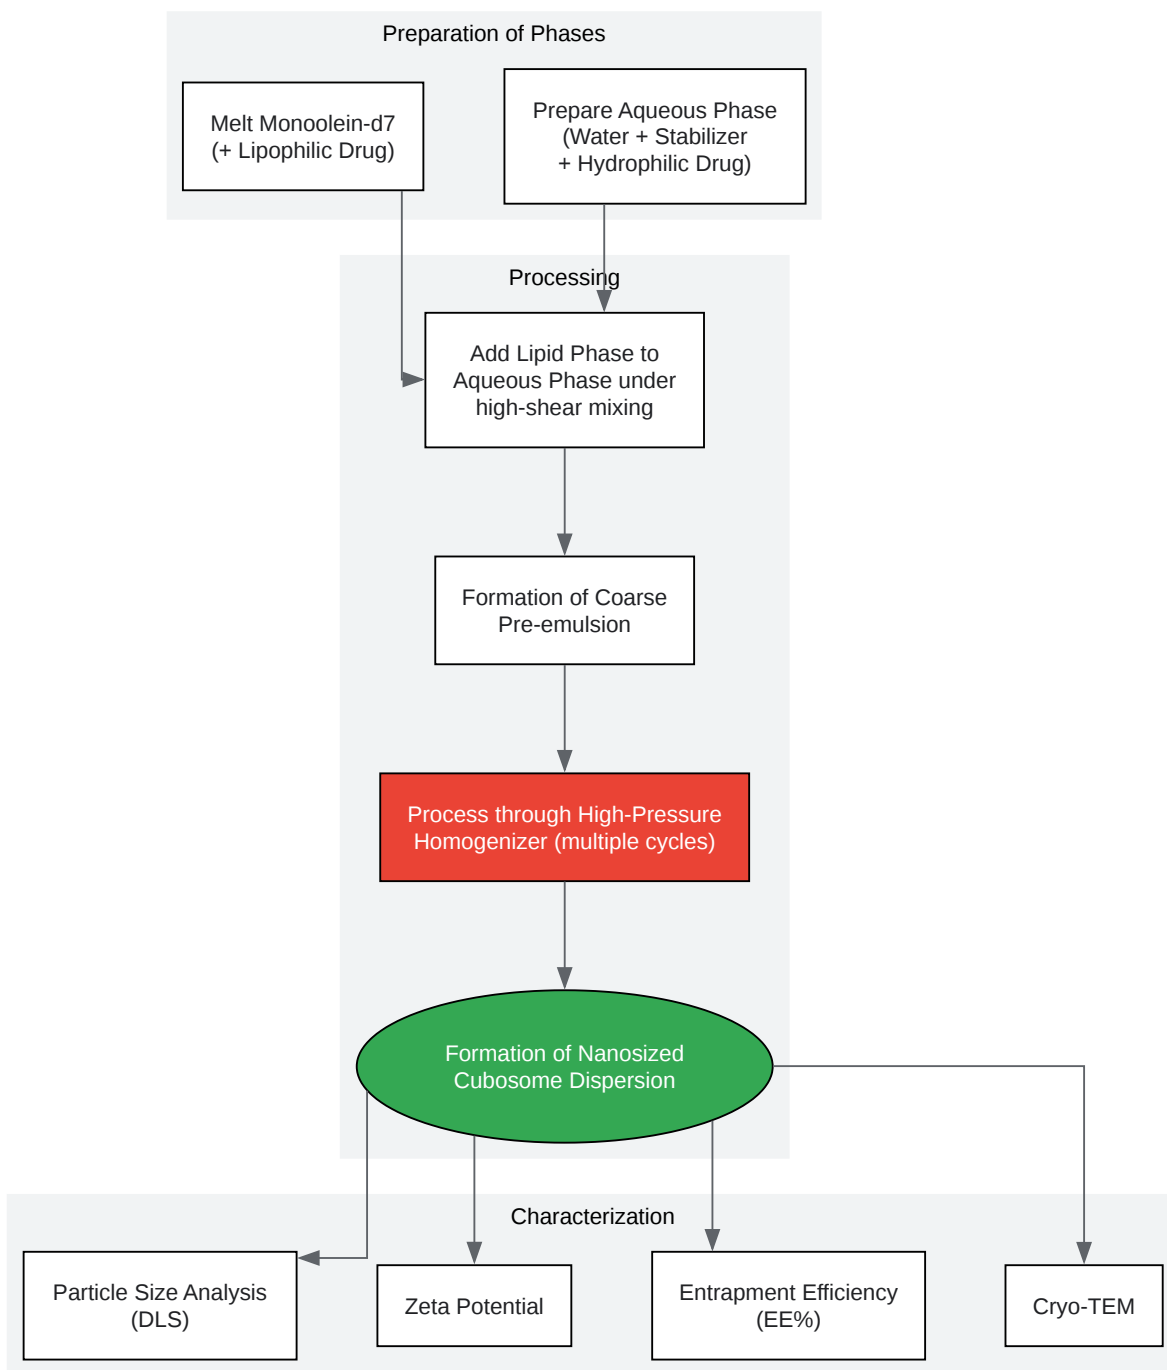 Preparation of Phases
Melt Monoolein-d7
(+ Lipophilic Drug)
Prepare Aqueous Phase
(Water + Stabilizer
+ Hydrophilic Drug)
Processing
Add Lipid Phase to
Aqueous Phase under
high-shear mixing
Formation of Coarse
Pre-emulsion
Process through High-Pressure
Homogenizer (multiple cycles)
Formation of Nanosized
Cubosome Dispersion
Characterization
Particle Size Analysis
(DLS)
Zeta Potential
Entrapment Efficiency
(EE%)
Cryo-TEM